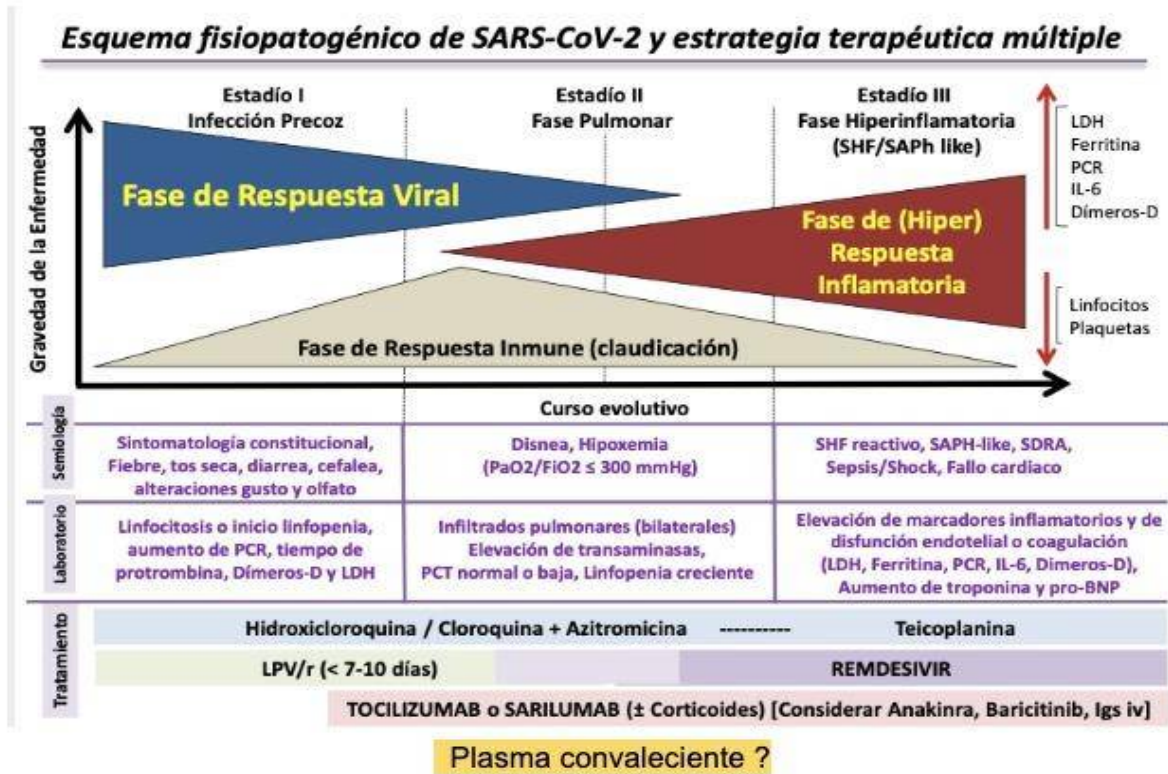 Esquema fisiopatogénico de SARS-CoV-2 y estrategia terapéutica múltiple
Estadío I
Infección Precoz
Estadío II
Fase Pulmonar
Estadío III
Fase Hiperinflamatoria
(SHF/SAPh like)
LDH
Ferritina
PCR
IL-6
Dímeros-D
Gravedad de la Enfermedad
Fase de Respuesta Viral
Fase de (Hiper)
Respuesta
Inflamatoria
Linfocitos
Plaquetas
Fase de Respuesta Inmune (claudicación)
Curso evolutivo
Semiología
Sintomatología constitucional,
Fiebre, tos seca, diarrea, cefalea,
alteraciones gusto y olfato
Disnea, Hipoxemia
(PaO2/FiO2 ≤ 300 mmHg)
SHF reactivo, SAPH-like, SDRA,
Sepsis/Shock, Fallo cardiaco
Laboratorio
Linfocitosis o inicio linfopenia,
aumento de PCR, tiempo de
protrombina, Dímeros-D y LDH
Infiltrados pulmonares (bilaterales)
Elevación de transaminasas,
PCT normal o baja, Linfopenia creciente
Elevación de marcadores inflamatorios y de
disfunción endotelial o coagulación
(LDH, Ferritina, PCR, IL-6, Dimeros-D),
Aumento de troponina y pro-BNP
Tratamiento
Hidroxicloroquina / Cloroquina + Azitromicina ---------- Teicoplanina
LPV/r (< 7-10 días) REMDESIVIR
TOCILIZUMAB o SARILUMAB (± Corticoides) [Considerar Anakinra, Baricitinib, Igs iv]
Plasma convaleciente ?